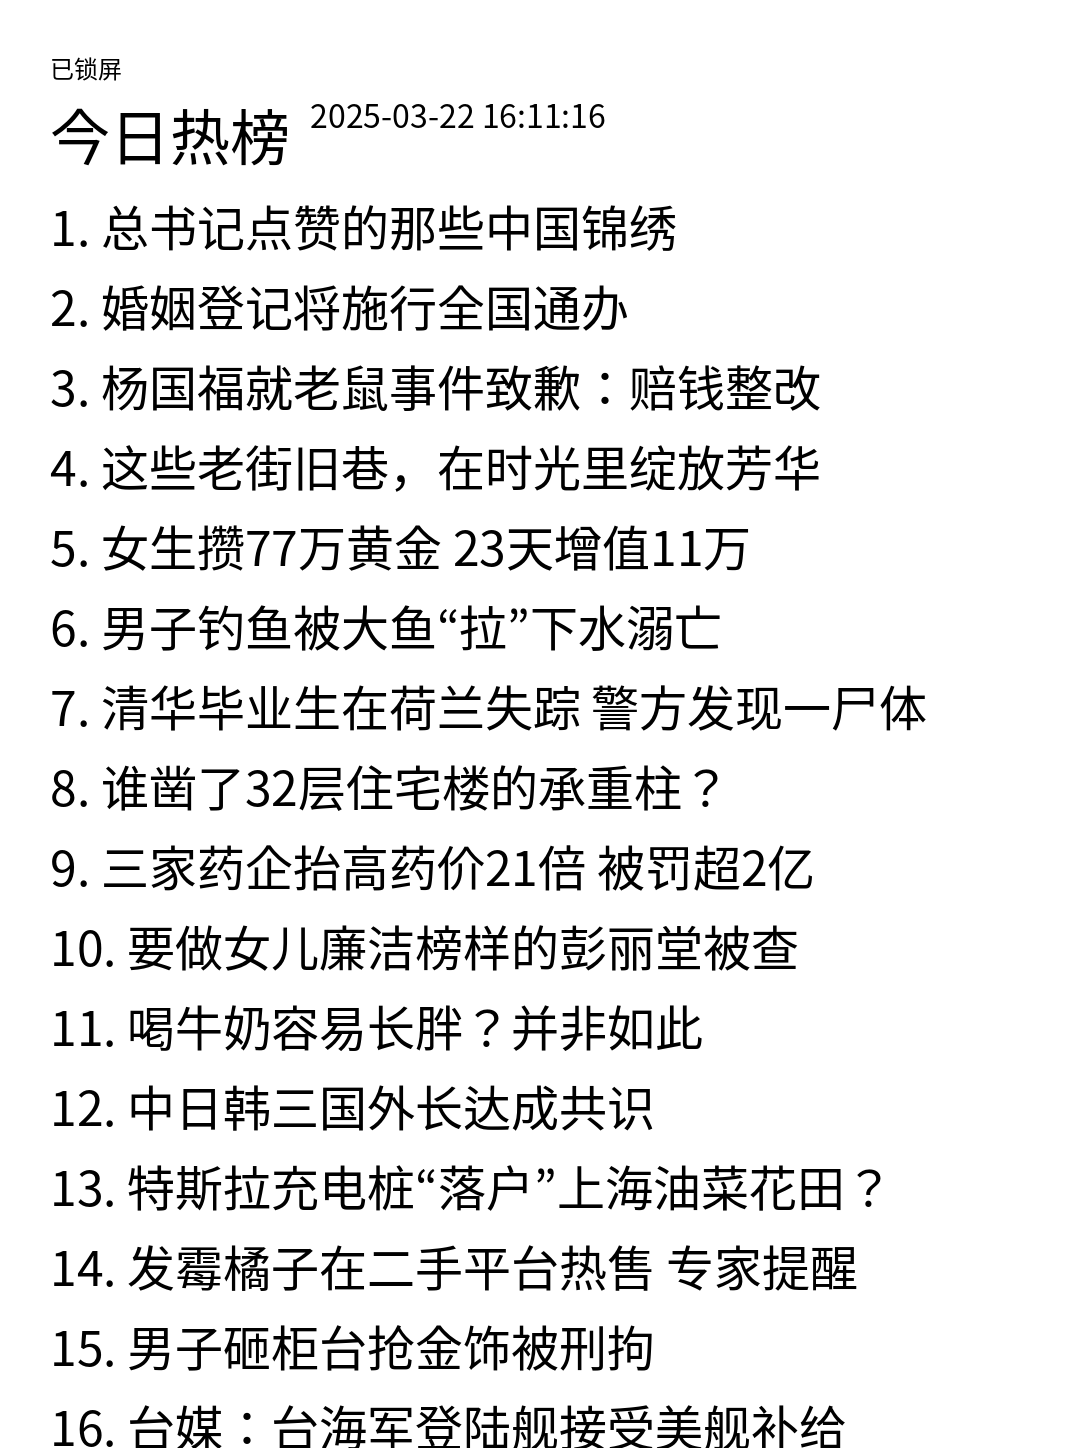 已锁屏
今日热榜 2025-03-22 16:11:16
1. 总书记点赞的那些中国锦绣
2. 婚姻登记将施行全国通办
3. 杨国福就老鼠事件致歉：赔钱整改
4. 这些老街旧巷，在时光里绽放芳华
5. 女生攒77万黄金 23天增值11万
6. 男子钓鱼被大鱼“拉”下水溺亡
7. 清华毕业生在荷兰失踪 警方发现一尸体
8. 谁凿了32层住宅楼的承重柱？
9. 三家药企抬高药价21倍 被罚超2亿
10. 要做女儿廉洁榜样的彭丽堂被查
11. 喝牛奶容易长胖？并非如此
12. 中日韩三国外长达成共识
13. 特斯拉充电桩“落户”上海油菜花田？
14. 发霉橘子在二手平台热售 专家提醒
15. 男子砸柜台抢金饰被刑拘
16. 台媒：台海军登陆舰接受美舰补给